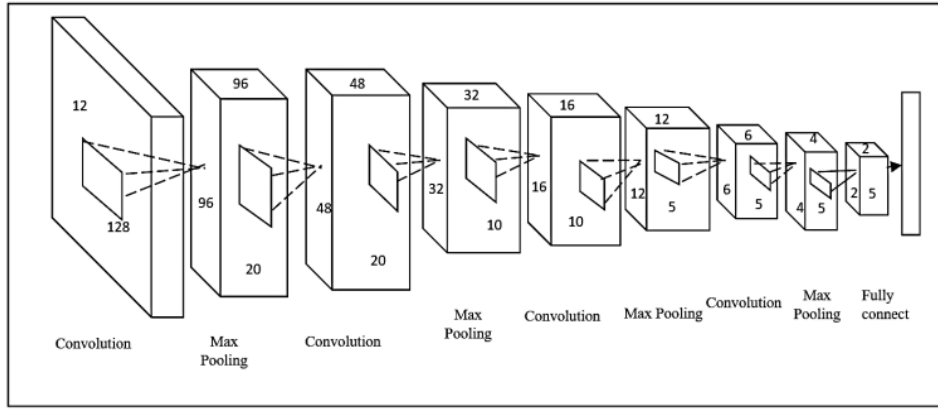 12
128
96
96
20
48
48
20
32
32
10
16
16
10
12
12
5
6
6
5
4
4
5
2
2
5
Convolution
Max
Pooling
Convolution
Max
Pooling
Convolution
Max Pooling
Convolution
Max
Pooling
Fully
connect